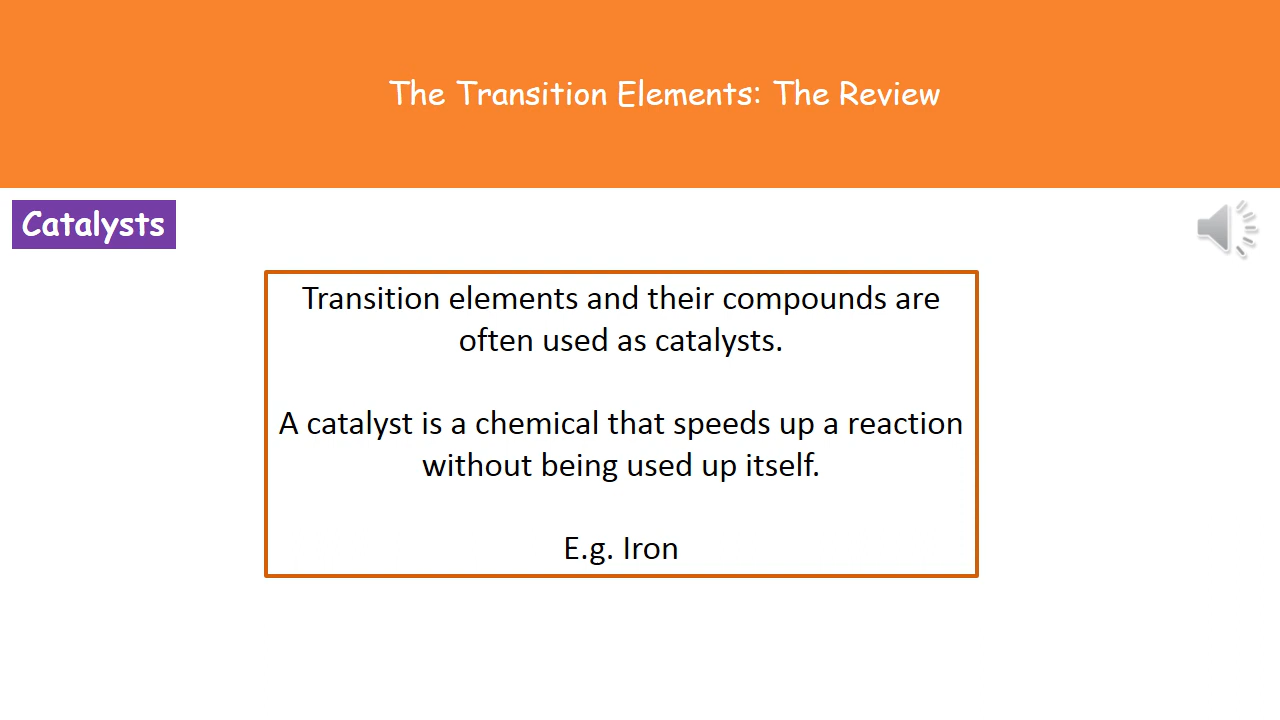 The Transition Elements: The Review
Catalysts
Transition elements and their compounds are
often used as catalysts.
A catalyst is a chemical that speeds up a reaction
without being used up itself.
E.g. Iron